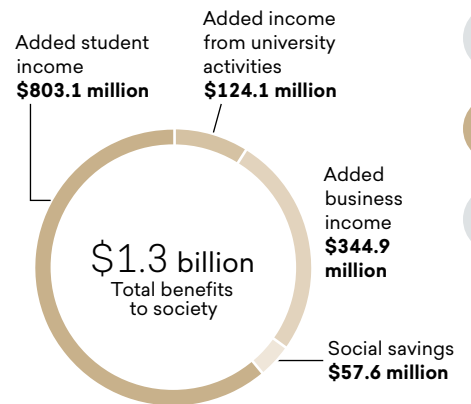 Added student
income
$803.1 million
Added income
from university
activities
$124.1 million
Added
business
income
$344.9
million
$1.3 billion
Total benefits
to society
Social savings
$57.6 million